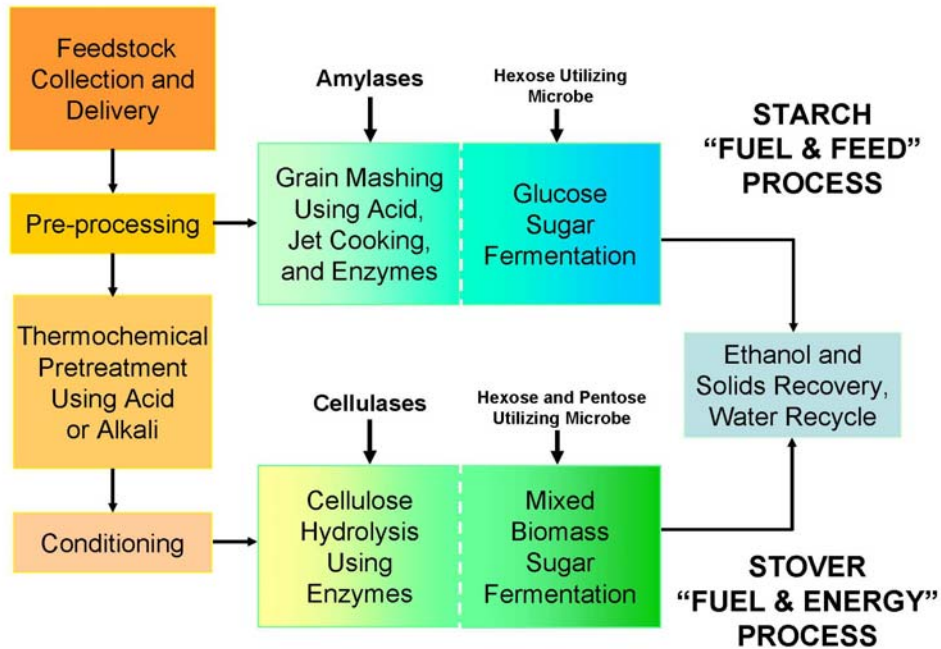 Feedstock
Collection and
Delivery
Pre-processing
Thermochemical
Pretreatment
Using Acid
or Alkali
Conditioning
Amylases
Hexose Utilizing
Microbe
Grain Mashing
Using Acid,
Jet Cooking,
and Enzymes
Glucose
Sugar
Fermentation
STARCH
“FUEL & FEED”
PROCESS
Ethanol and
Solids Recovery,
Water Recycle
Cellulases
Hexose and Pentose
Utilizing Microbe
Cellulose
Hydrolysis
Using
Enzymes
Mixed
Biomass
Sugar
Fermentation
STOVER
“FUEL & ENERGY”
PROCESS